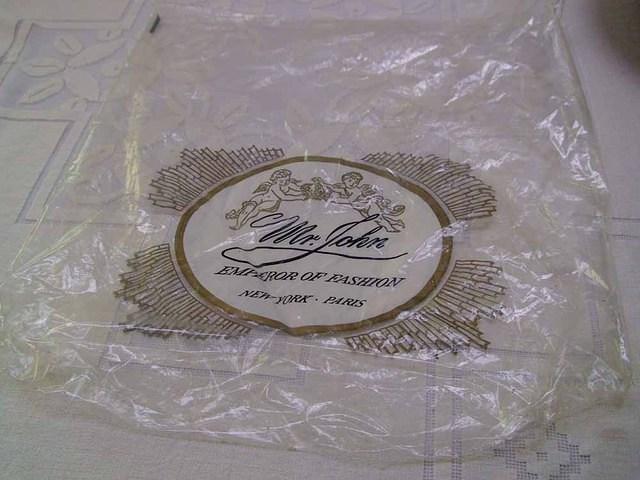 Mr. John
EMPEROR OF FASHION
NEW-YORK · PARIS